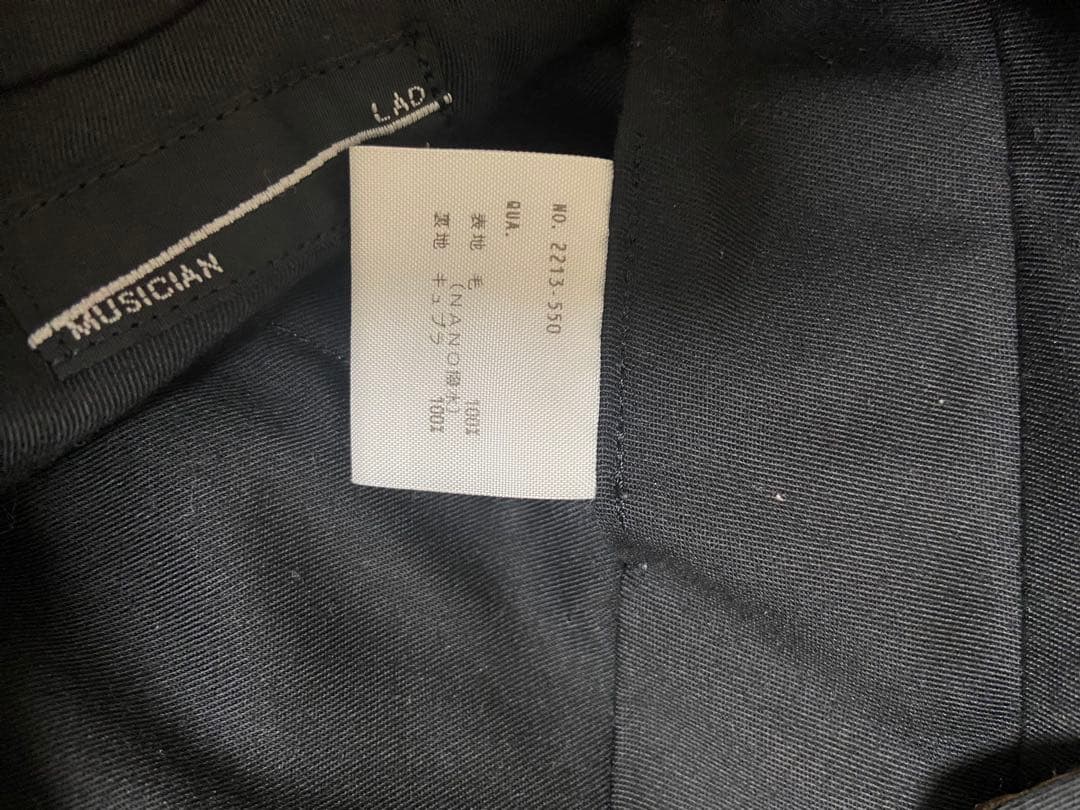 LAD
MUSICIAN
NO. 2213-550
QUA.
表地 毛 100%
(NANO撥水)
裏地 キュプラ 100%